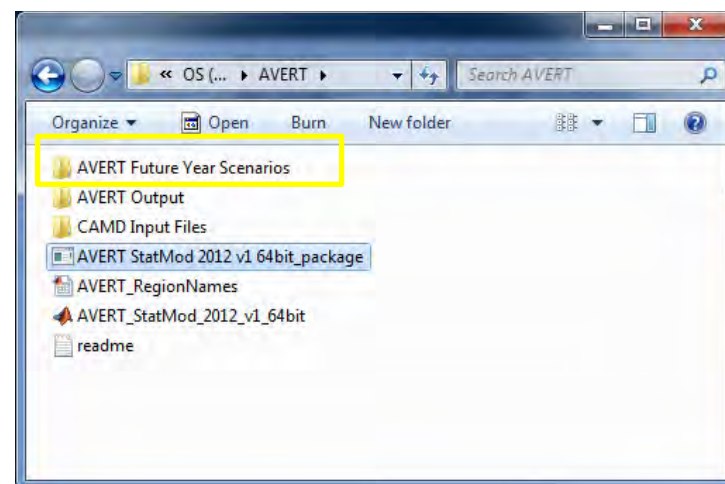 « OS (... ▸ AVERT ▸ Search AVERT
Organize ▾ Open Burn New folder
AVERT Future Year Scenarios
AVERT Output
CAMD Input Files
AVERT StatMod 2012 v1 64bit_package
AVERT_RegionNames
AVERT_StatMod_2012_v1_64bit
readme